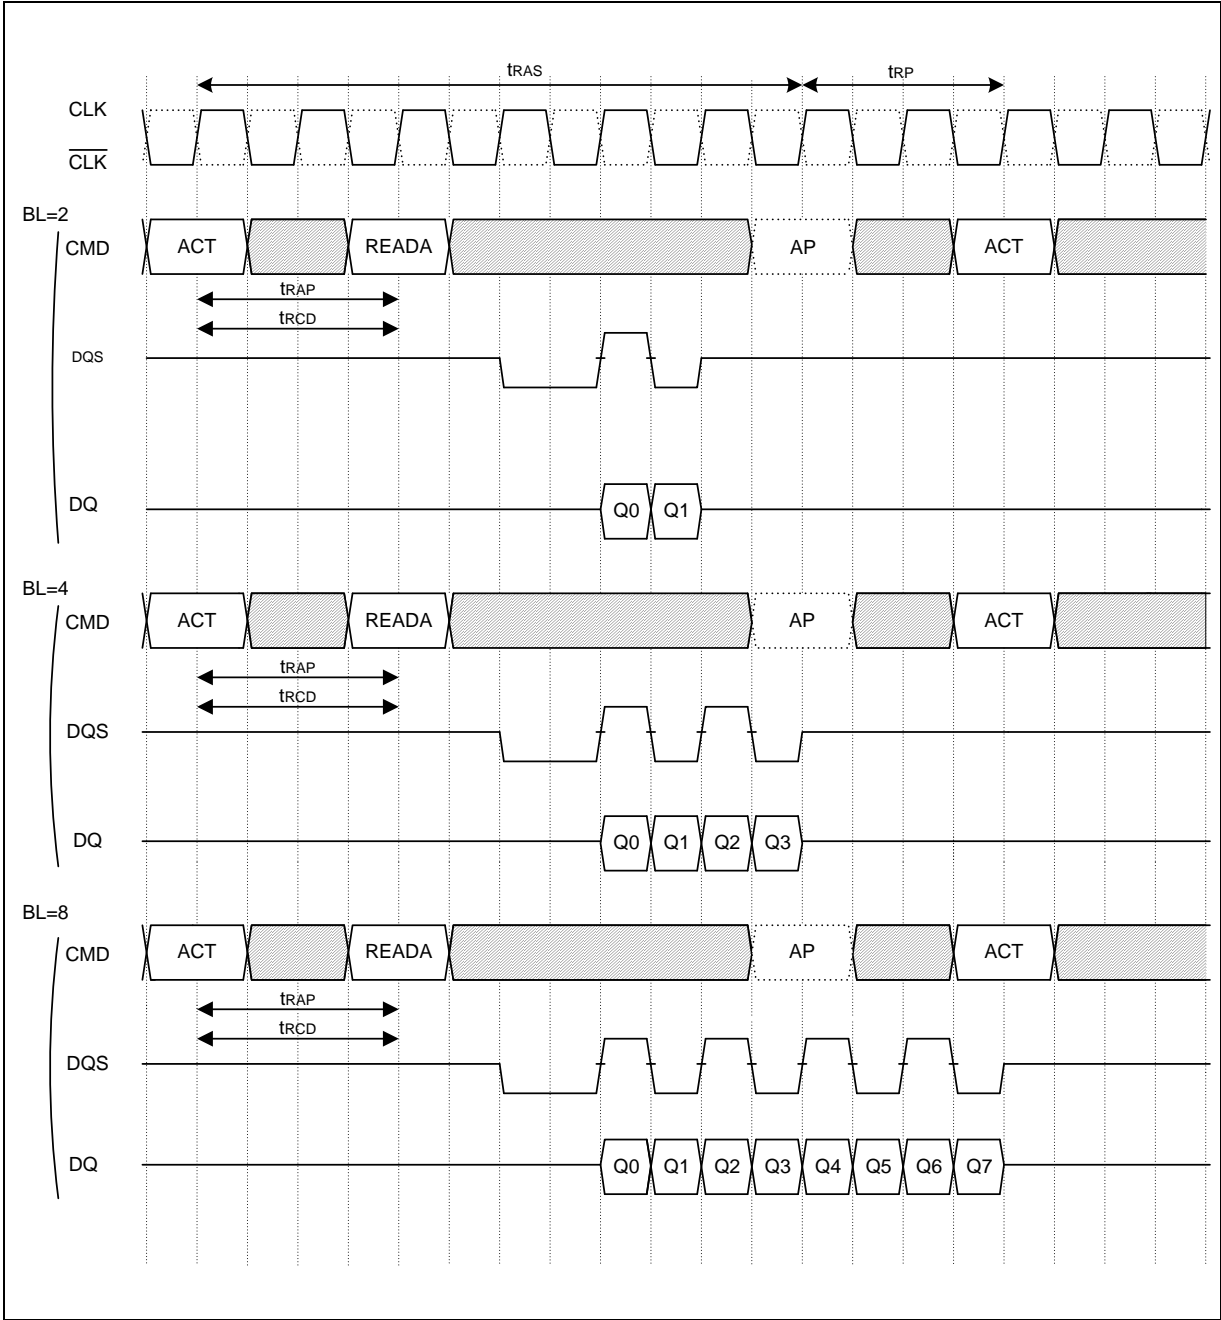 tRAS tRP
CLK
CLK
BL=2
CMD ACT READA AP ACT
tRAP
tRCD
DQS
DQ Q0 Q1
BL=4
CMD ACT READA AP ACT
tRAP
tRCD
DQS
DQ Q0 Q1 Q2 Q3
BL=8
CMD ACT READA AP ACT
tRAP
tRCD
DQS
DQ Q0 Q1 Q2 Q3 Q4 Q5 Q6 Q7